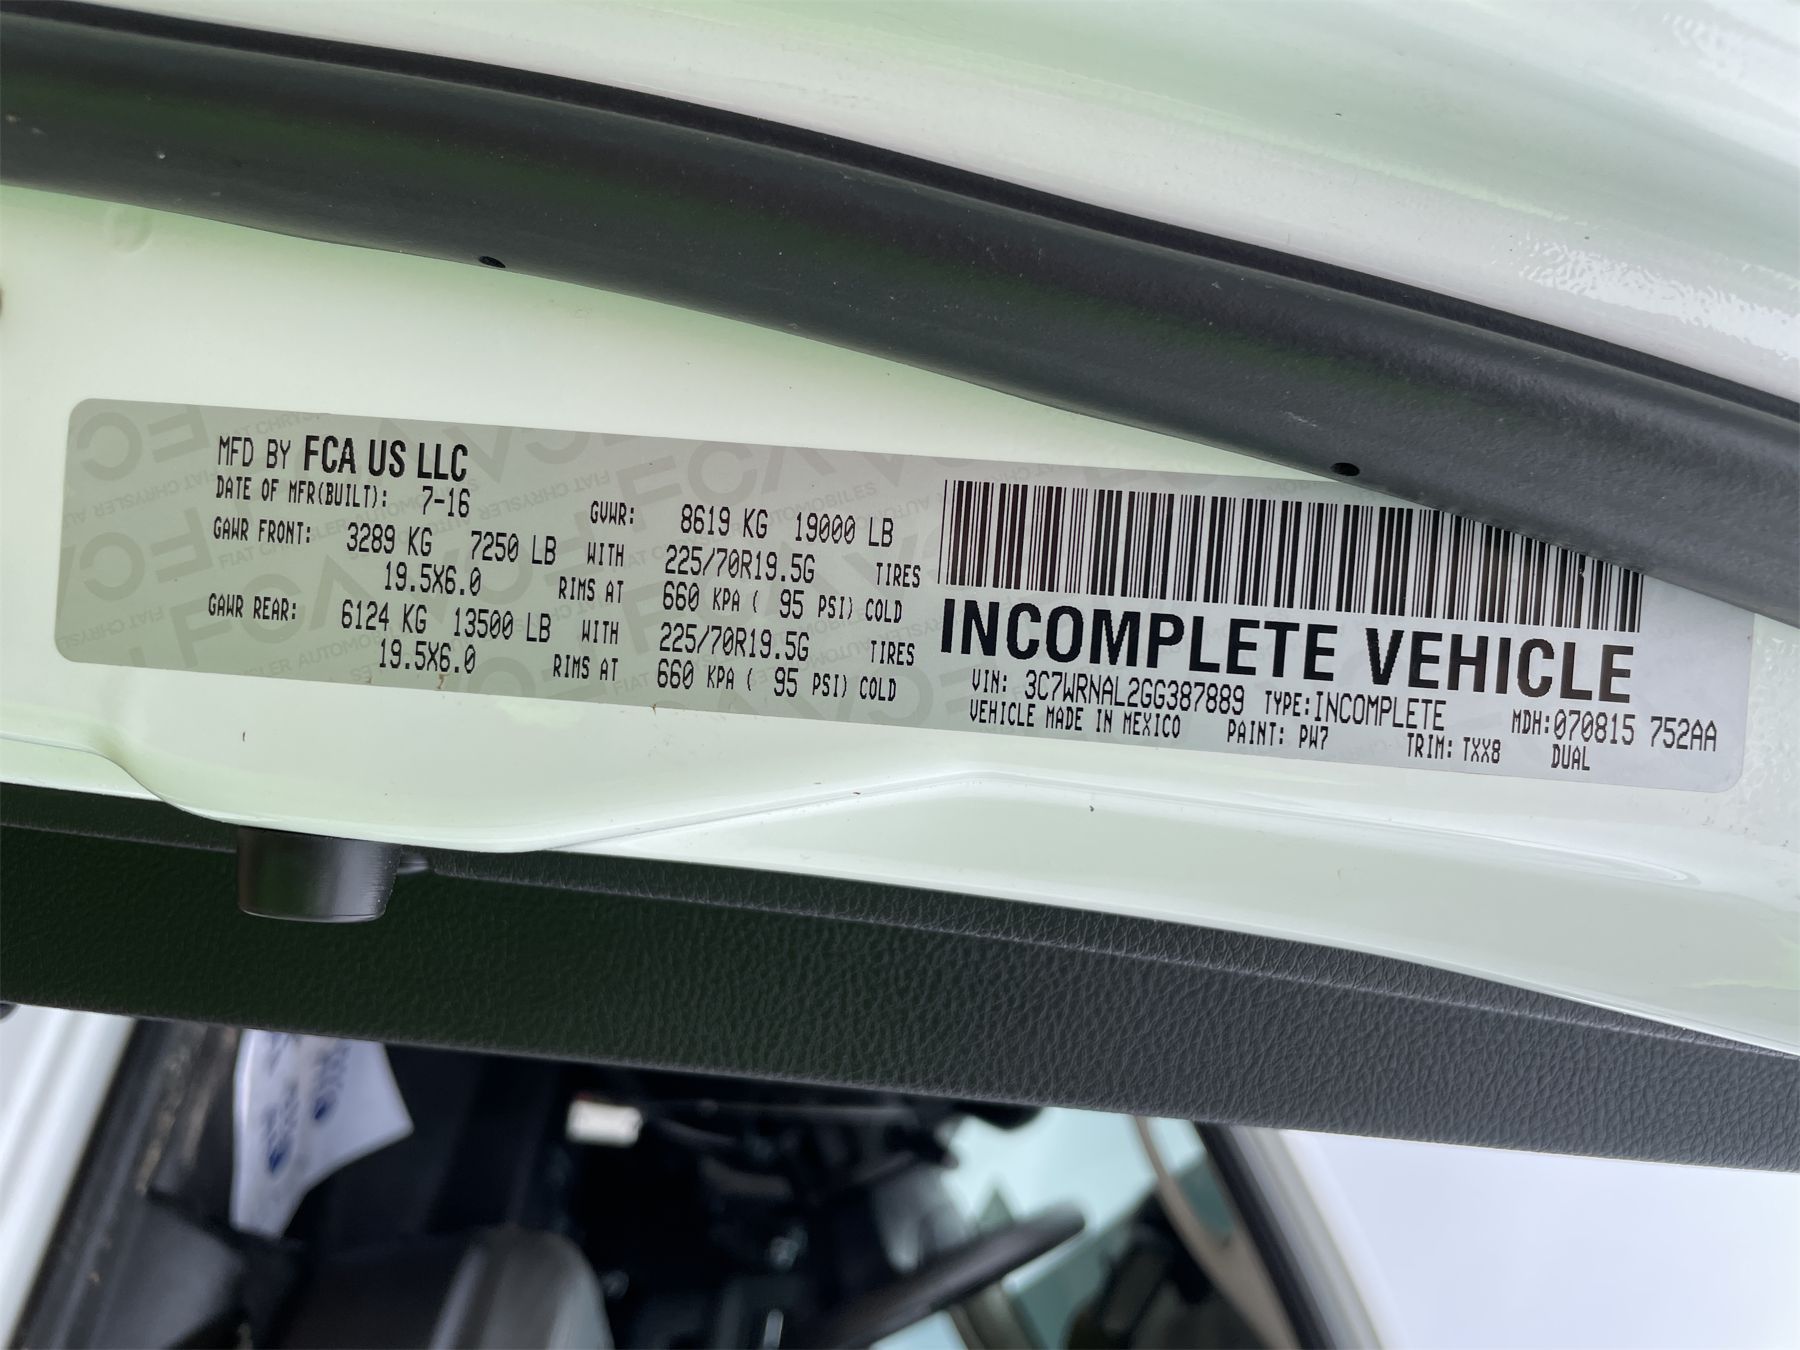 MFD BY FCA US LLC
DATE OF MFR(BUILT): 7-16
GVWR: 8619 KG 19000 LB
GAWR FRONT: 3289 KG 7250 LB WITH 225/70R19.5G TIRES
19.5X6.0 RIMS AT 660 KPA ( 95 PSI) COLD
GAWR REAR: 6124 KG 13500 LB WITH 225/70R19.5G TIRES
19.5X6.0 RIMS AT 660 KPA ( 95 PSI) COLD
INCOMPLETE VEHICLE
VIN: 3C7WRNAL2GG387889 TYPE:INCOMPLETE MDH:070815 752AA
VEHICLE MADE IN MEXICO PAINT: PW7 TRIM: TXX8 DUAL